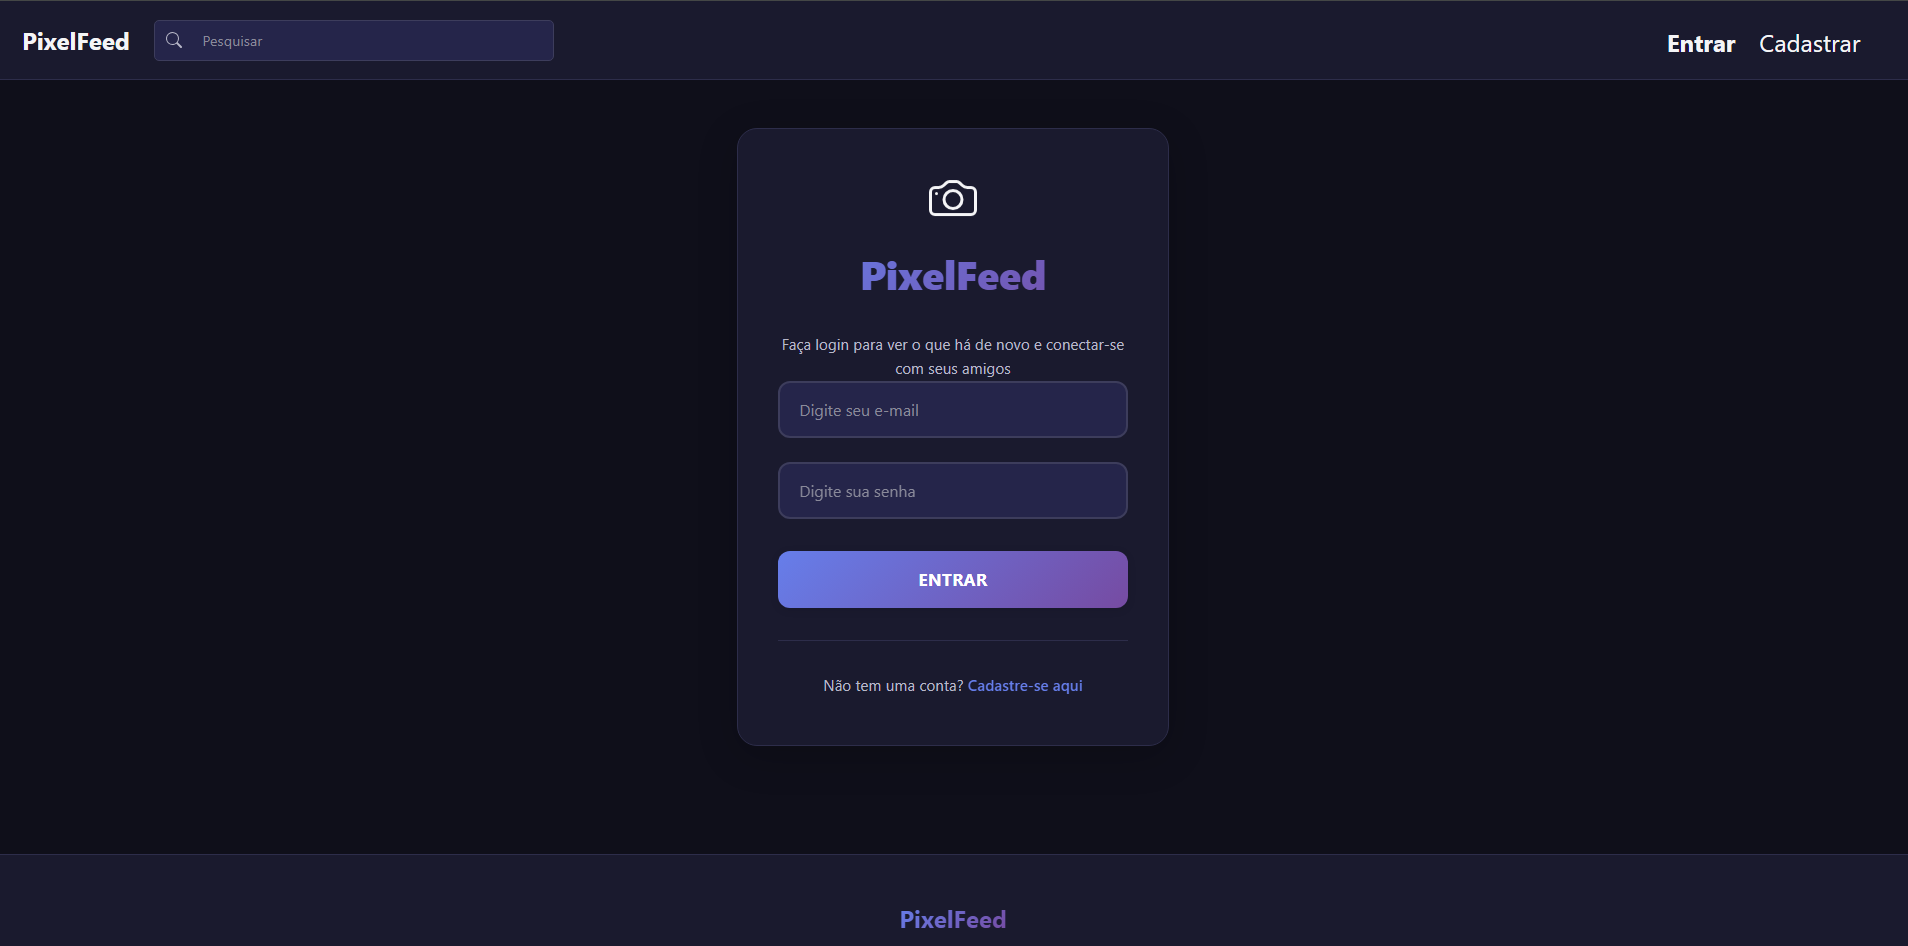 PixelFeed
Pesquisar
Entrar
Cadastrar
PixelFeed
Faça login para ver o que há de novo e conectar-se
com seus amigos
Digite seu e-mail
Digite sua senha
ENTRAR
Não tem uma conta? Cadastre-se aqui
PixelFeed